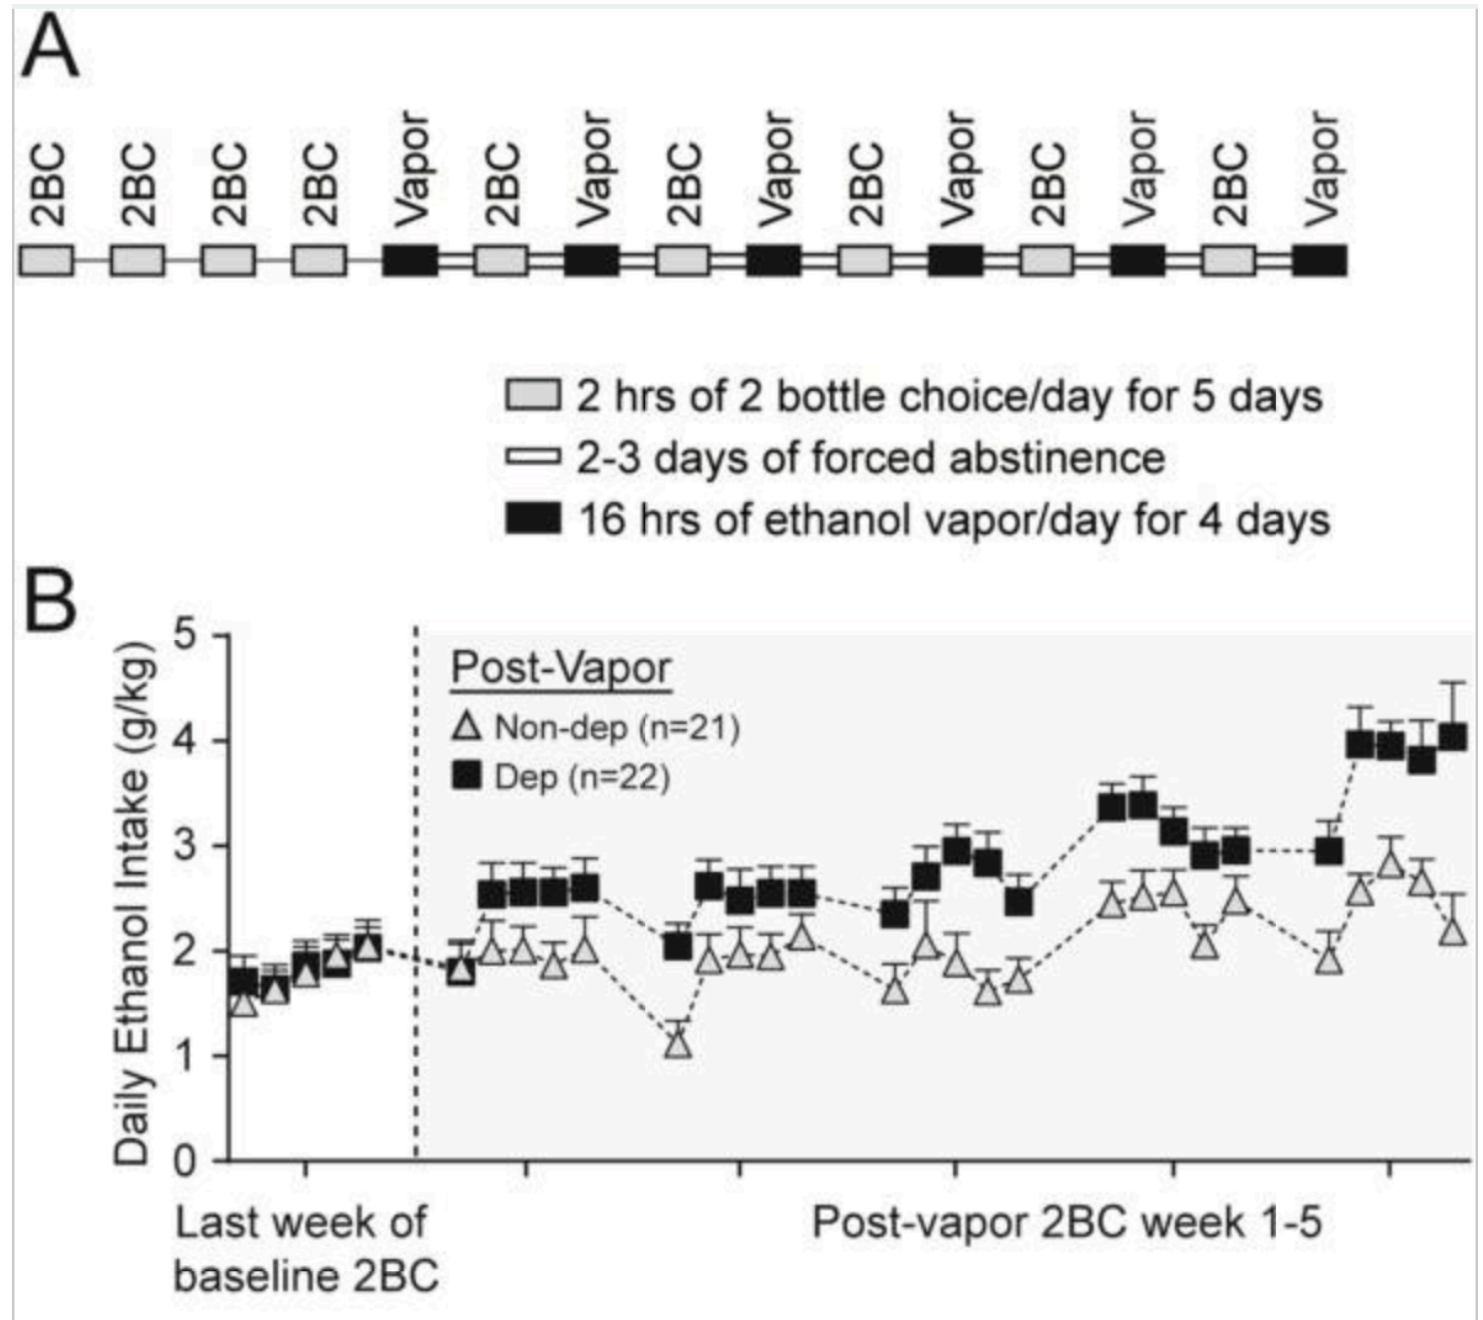 A
2BC 2BC 2BC 2BC Vapor 2BC Vapor 2BC Vapor 2BC Vapor 2BC Vapor 2BC Vapor
2 hrs of 2 bottle choice/day for 5 days
2-3 days of forced abstinence
16 hrs of ethanol vapor/day for 4 days
B
Daily Ethanol Intake (g/kg)
5
4
3
2
1
0
Post-Vapor
Non-dep (n=21)
Dep (n=22)
Last week of
baseline 2BC
Post-vapor 2BC week 1-5